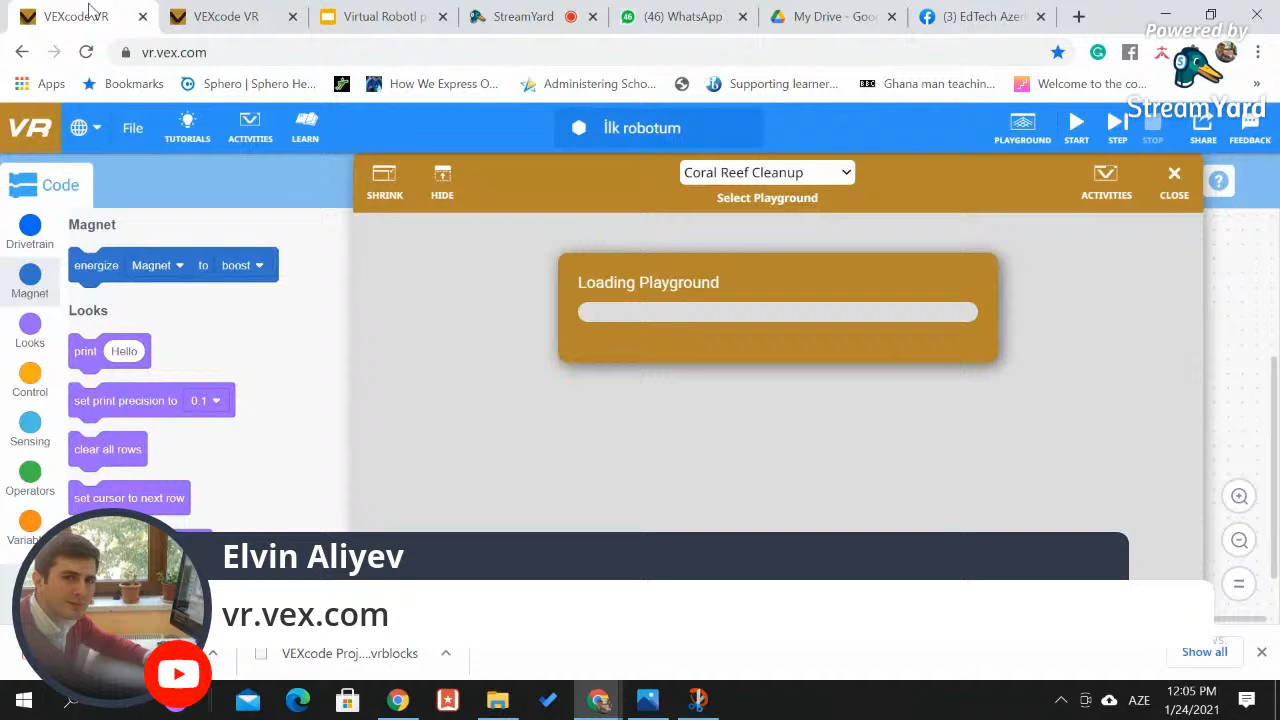 VEXcode VR
VEXcode VR
Virtual Robotl p
StreamYard
(46) WhatsApp
My Drive - Goo
(3) EdTech Azer
Powered by
StreamYard
vr.vex.com
Apps
Bookmarks
Sphero | Sphero He...
How We Express O...
Administering Scho...
Supporting learner...
BBC
Ghana man teachin...
Welcome to the co...
VR
File
TUTORIALS
ACTIVITIES
LEARN
İlk robotum
PLAYGROUND
START
STEP
STOP
SHARE
FEEDBACK
Code
SHRINK
HIDE
Coral Reef Cleanup
Select Playground
ACTIVITIES
CLOSE
?
Drivetrain
Magnet
Looks
Control
Sensing
Operators
Magnet
energize Magnet to boost
Looks
print Hello
set print precision to 0.1
clear all rows
set cursor to next row
Loading Playground
Elvin Aliyev
vr.vex.com
VEXcode Proj....vrblocks
Show all
AZE
12:05 PM
1/24/2021